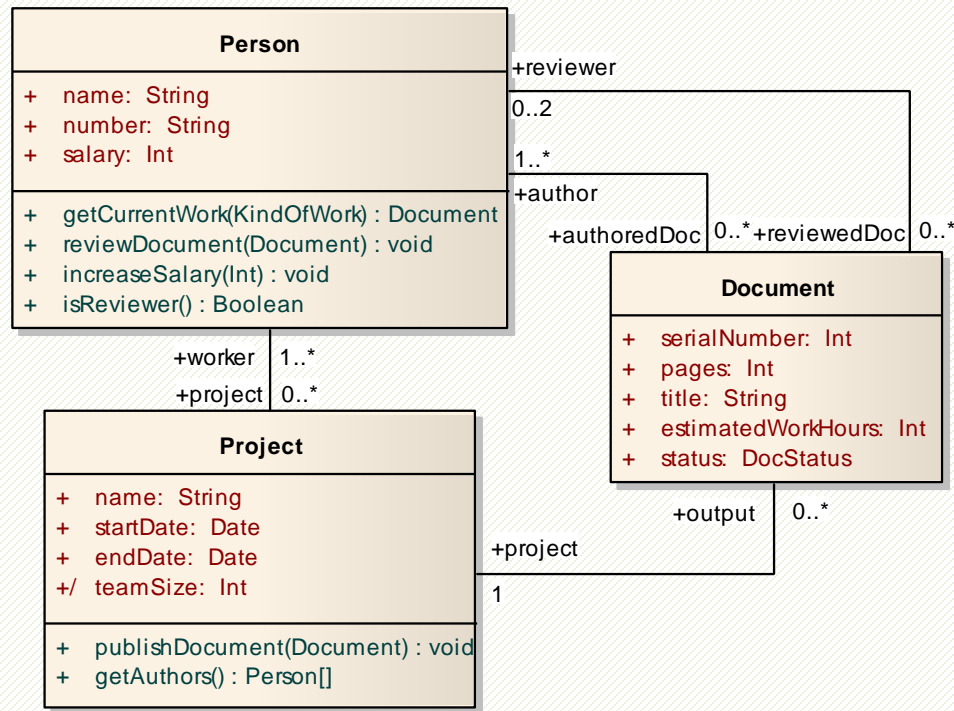 Person
+ name: String
+ number: String
+ salary: Int
+ getCurrentWork(KindOfWork) : Document
+ reviewDocument(Document) : void
+ increaseSalary(Int) : void
+ isReviewer() : Boolean
+reviewer
0..2
1..*
+author
+authoredDoc 0..* +reviewedDoc 0..*
Document
+ serialNumber: Int
+ pages: Int
+ title: String
+ estimatedWorkHours: Int
+ status: DocStatus
+worker 1..*
+project 0..*
Project
+ name: String
+ startDate: Date
+ endDate: Date
+/ teamSize: Int
+ publishDocument(Document) : void
+ getAuthors() : Person[]
+output 0..*
+project
1